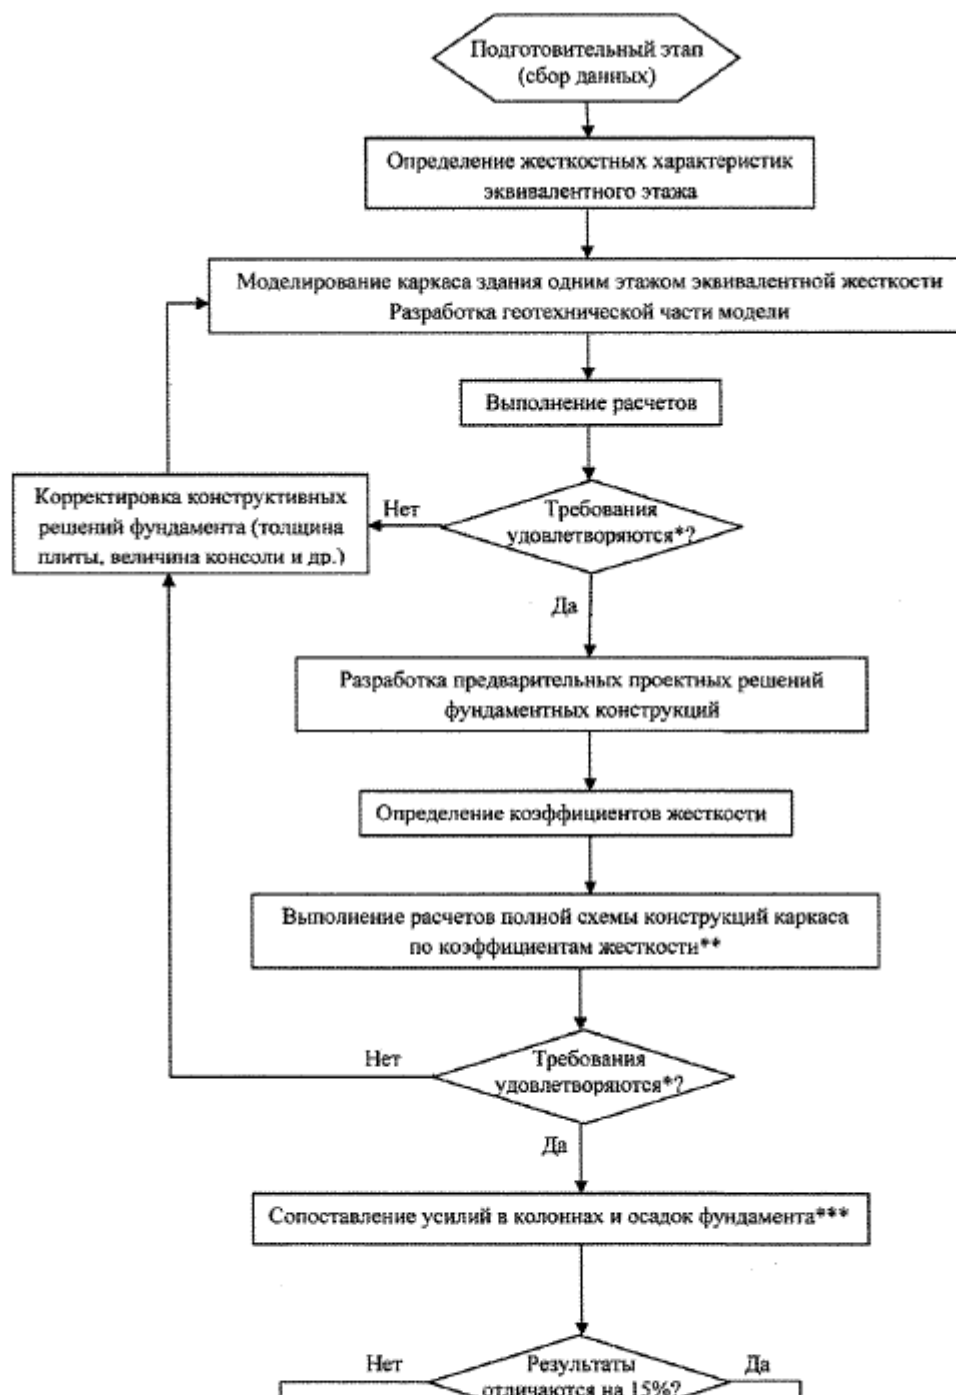 Подготовительный этап
(сбор данных)
Определение жесткостных характеристик
эквивалентного этажа
Моделирование каркаса здания одним этажом эквивалентной жесткости
Разработка геотехнической части модели
Выполнение расчетов
Корректировка конструктивных
решений фундамента (толщина
плиты, величина консоли и др.)
Нет
Требования
удовлетворяются*?
Да
Разработка предварительных проектных решений
фундаментных конструкций
Определение коэффициентов жесткости
Выполнение расчетов полной схемы конструкций каркаса
по коэффициентам жесткости**
Нет
Требования
удовлетворяются*?
Да
Сопоставление усилий в колоннах и осадок фундамента***
Нет
Результаты
отличаются на 15%?
Да